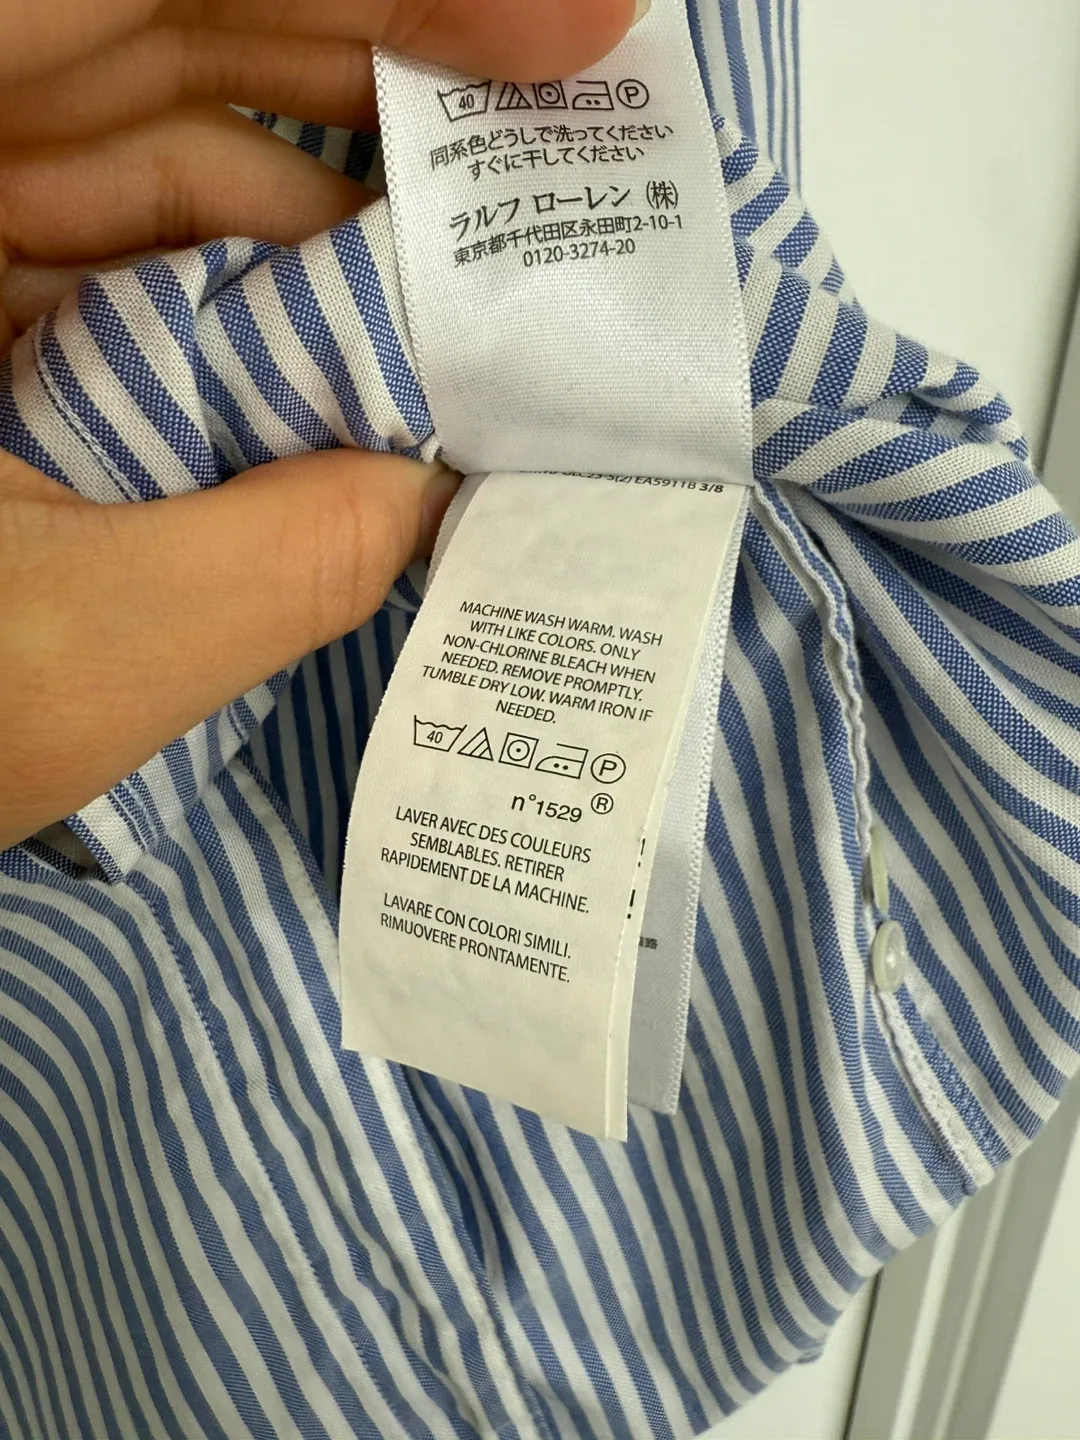 40 P
同系色どうしで洗ってください
すぐに干してください
ラルフ ローレン (株)
東京都千代田区永田町2-10-1
0120-3274-20
EA5911B 3/8
MACHINE WASH WARM. WASH
WITH LIKE COLORS. ONLY
NON-CHLORINE BLEACH WHEN
NEEDED. REMOVE PROMPTLY.
TUMBLE DRY LOW. WARM IRON IF
NEEDED.
40 P
n°1529 ®
LAVER AVEC DES COULEURS
SEMBLABLES. RETIRER
RAPIDEMENT DE LA MACHINE.
LAVARE CON COLORI SIMILI.
RIMUOVERE PRONTAMENTE.